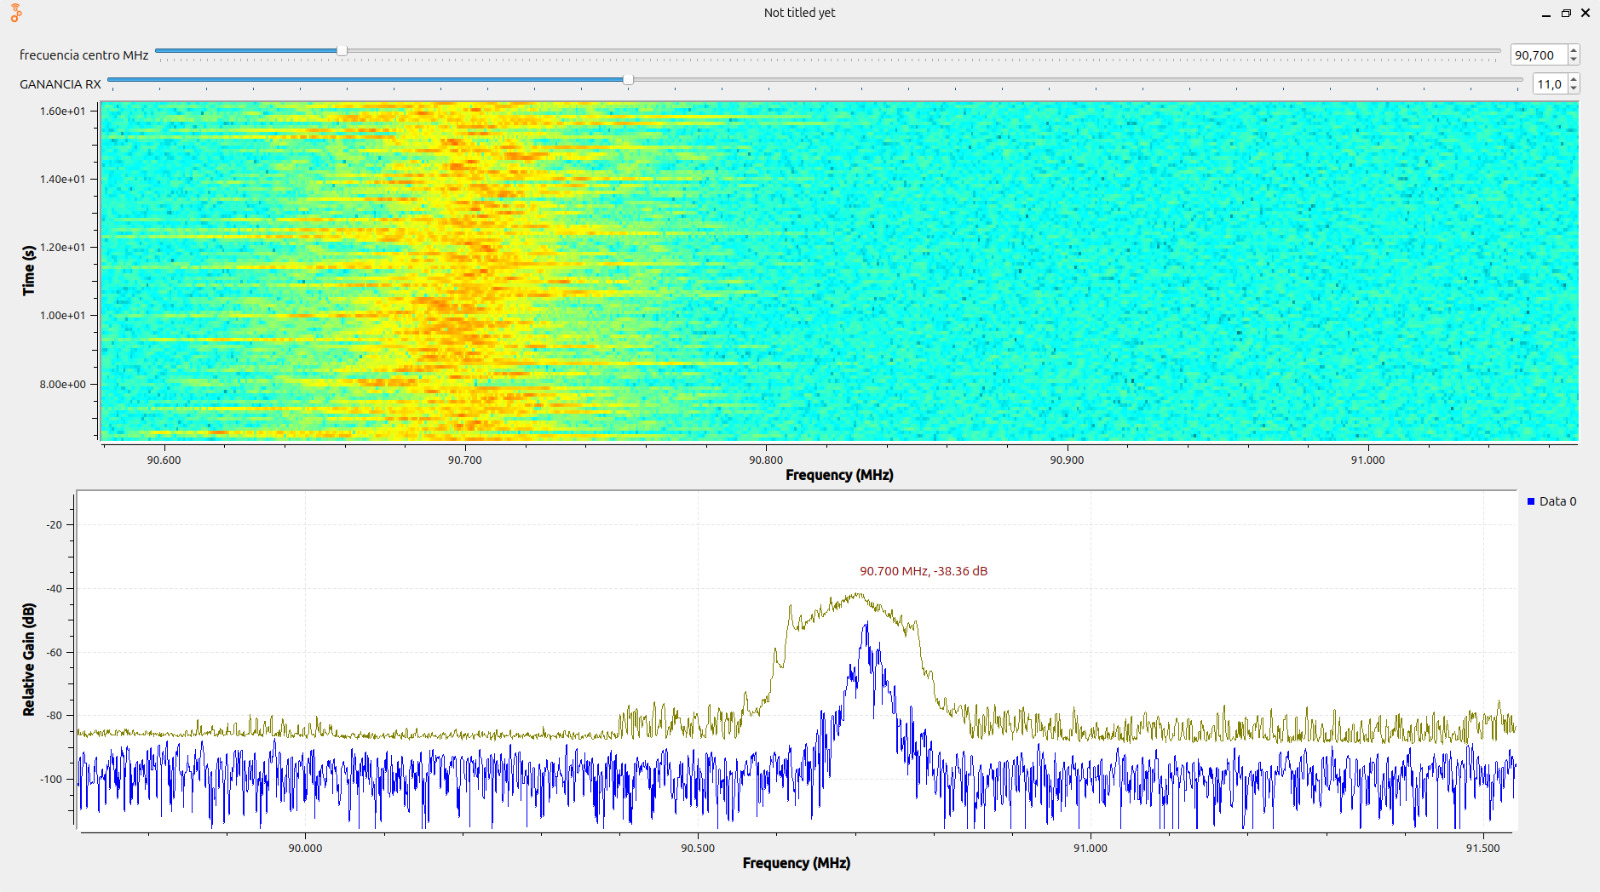 Not titled yet
frecuencia centro MHz 90,700
GANANCIA RX 11,0
Time (s)
1.60e+01
1.40e+01
1.20e+01
1.00e+01
8.00e+00
90.600 90.700 90.800 90.900 91.000
Frequency (MHz)
Data 0
Relative Gain (dB)
-20
-40
-60
-80
-100
90.700 MHz, -38.36 dB
90.000 90.500 91.000 91.500
Frequency (MHz)